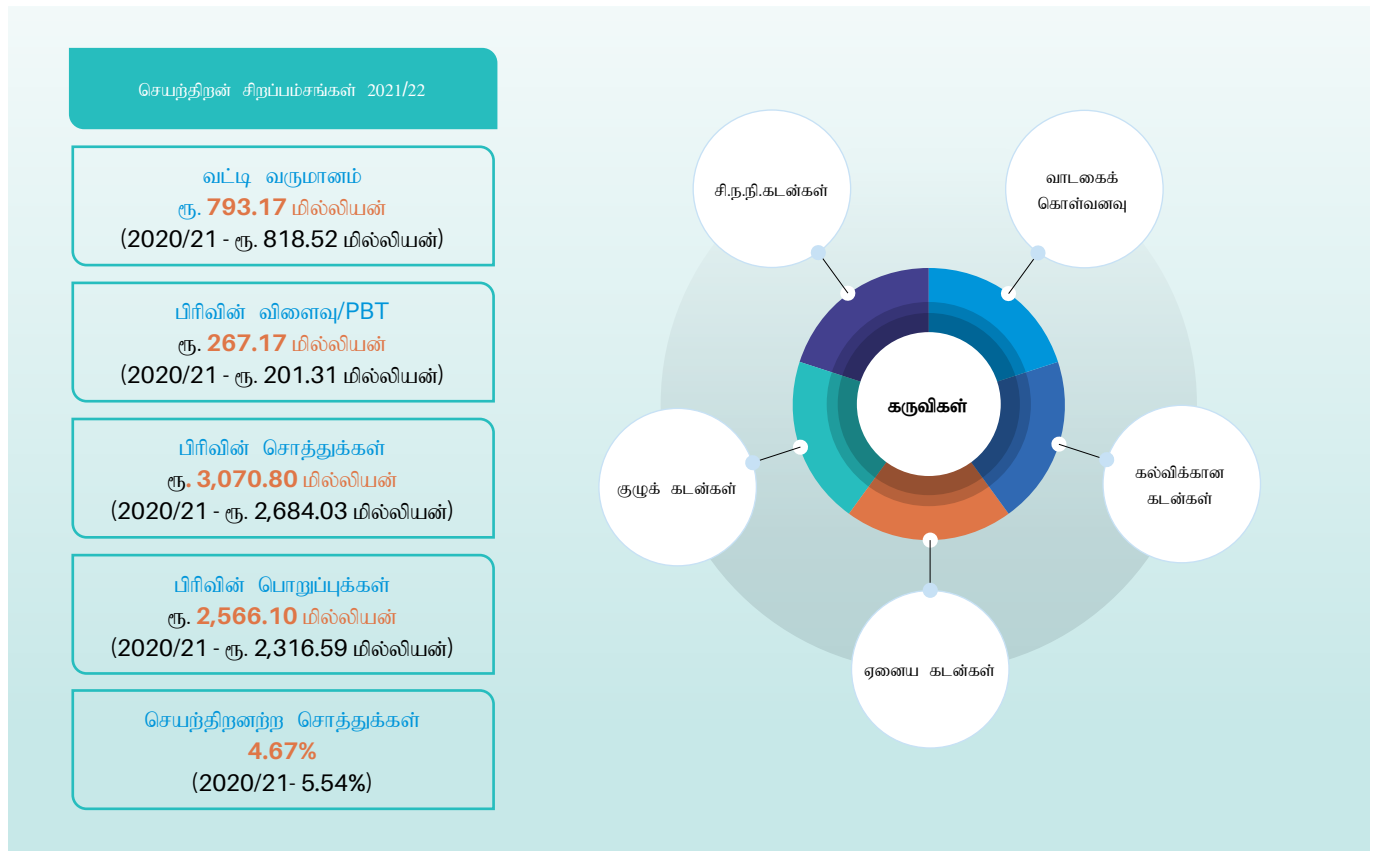 செயற்திறன் சிறப்பம்சங்கள் 2021/22
வட்டி வருமானம்
ரூ. 793.17 மில்லியன்
(2020/21 - ரூ. 818.52 மில்லியன்)
பிரிவின் விளைவு/PBT
ரூ. 267.17 மில்லியன்
(2020/21 - ரூ. 201.31 மில்லியன்)
பிரிவின் சொத்துக்கள்
ரூ. 3,070.80 மில்லியன்
(2020/21 - ரூ. 2,684.03 மில்லியன்)
பிரிவின் பொறுப்புக்கள்
ரூ. 2,566.10 மில்லியன்
(2020/21 - ரூ. 2,316.59 மில்லியன்)
செயற்திறனற்ற சொத்துக்கள்
4.67%
(2020/21- 5.54%)
சி.ந.நி.கடன்கள்
வாடகைக்
கொள்வனவு
கருவிகள்
குழுக் கடன்கள்
கல்விக்கான
கடன்கள்
ஏனைய கடன்கள்